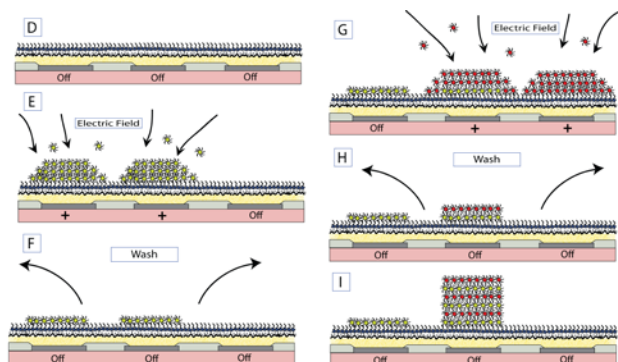 D
Off Off Off
E
Electric Field
+ + Off
F
Wash
Off Off Off
G
Electric Field
Off + +
H
Wash
Off Off Off
I
Off Off Off